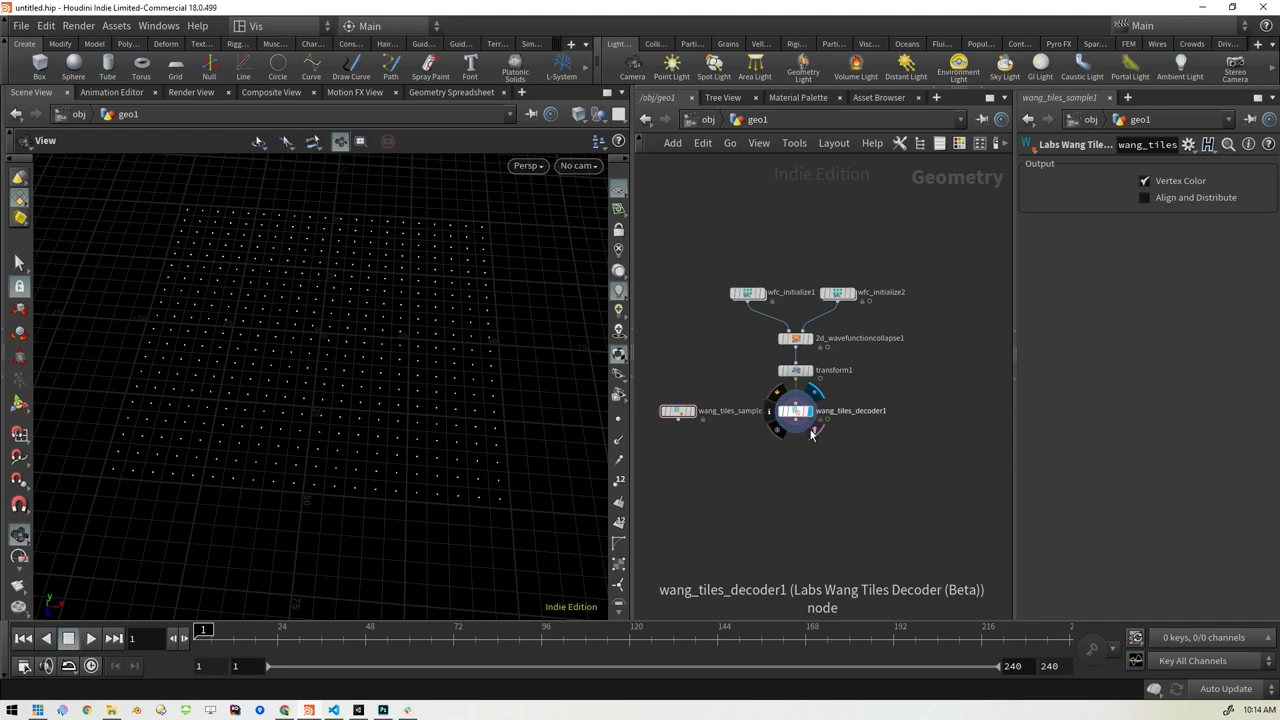 untitled.hip - Houdini Indie Limited-Commercial 18.0.499
File Edit Render Assets Windows Help Vis Main Main
Create Modify Model Poly... Deform Text... Rigg... Musc... Char... Cons... Hair... Guid... Guid... Terr... Sim...
Light... Colli... Parti... Grains Vell... Rigi... Parti... Visc... Oceans Flui... Popul... Cont... Pyro FX Spar... FEM Wires Crowds Driv...
Box Sphere Tube Torus Grid Null Line Circle Curve Draw Curve Path Spray Paint Font Platonic Solids L-System
Camera Point Light Spot Light Area Light Geometry Light Volume Light Distant Light Environment Light Sky Light GI Light Caustic Light Portal Light Ambient Light Stereo Camera
Scene View Animation Editor Render View Composite View Motion FX View Geometry Spreadsheet
/obj/geo1 Tree View Material Palette Asset Browser
wang_tiles_sample1
obj geo1
obj geo1
obj geo1
View
Persp No cam
Add Edit Go View Tools Layout Help
Labs Wang Tile... wang_tiles
Output
Vertex Color
Align and Distribute
Indie Edition
Geometry
wfc_initialize1
wfc_initialize2
2d_wavefunctioncollapse1
transform1
wang_tiles_sample
wang_tiles_decoder1
12
wang_tiles_decoder1 (Labs Wang Tiles Decoder (Beta))
node
Indie Edition
1 1 24 48 72 96 120 144 168 192 216 2
0 keys, 0/0 channels
1 1 240 240
Key All Channels
Auto Update
10:14 AM